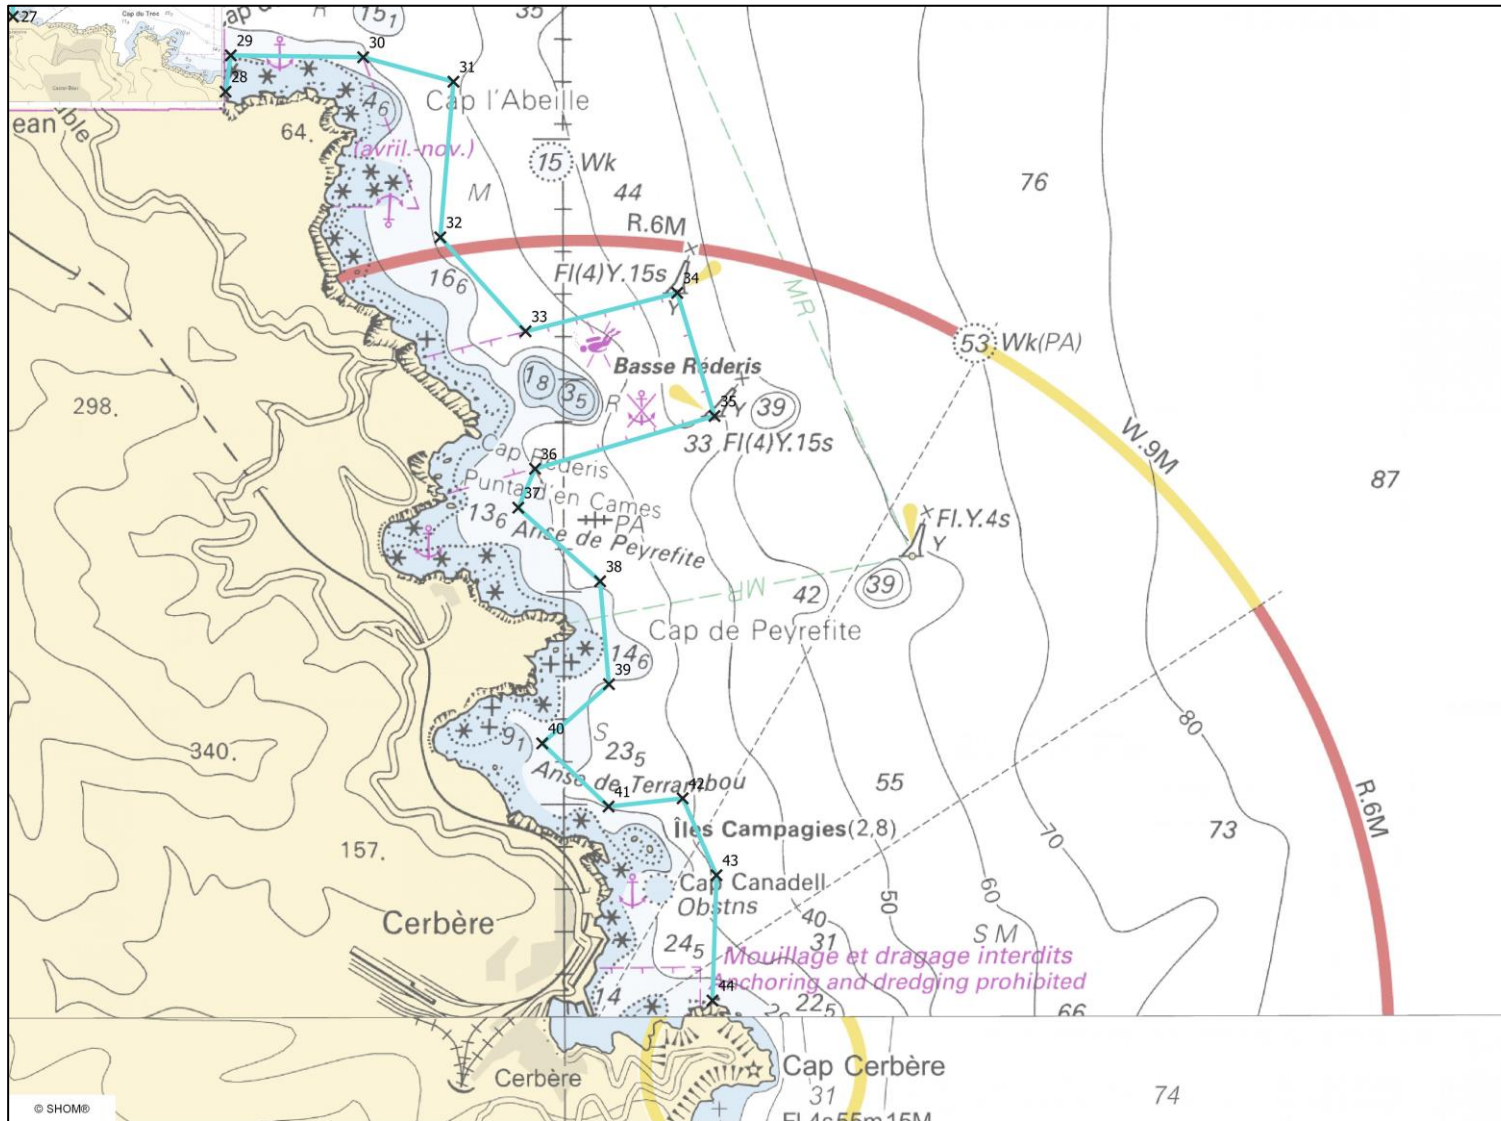 27
Cap du Troc
R
15₁
35
29
30
28
31
4₆
Cap l'Abeille
ean
64.
(avril.-nov.)
15 Wk
76
M
44
32
R.6M
16₆
Fl(4)Y.15s
34
Y
MR
33
53 Wk(PA)
Basse Réderis
1₈
3₅
R
35
Y
39
298.
33 Fl(4)Y.15s
W.9M
Cap Réderis
36
87
Punta d'en Cames
37
13₆
PA
Anse de Peyrefite
Fl.Y.4s
Y
38
MR
42
39
Cap de Peyrefite
14₆
39
80
S
40
9₁
23₅
340.
Anse de Terrambou
42
41
55
R.6M
Îles Campagies(2,8)
73
157.
70
43
Cap Canadell
Obstns
60
50
Cerbère
40
31
S M
24₅
Mouillage et dragage interdits
Anchoring and dredging prohibited
44
14
22₅
66
Cap Cerbère
Cerbère
31
74
© SHOM®
Fl.4s55m15M